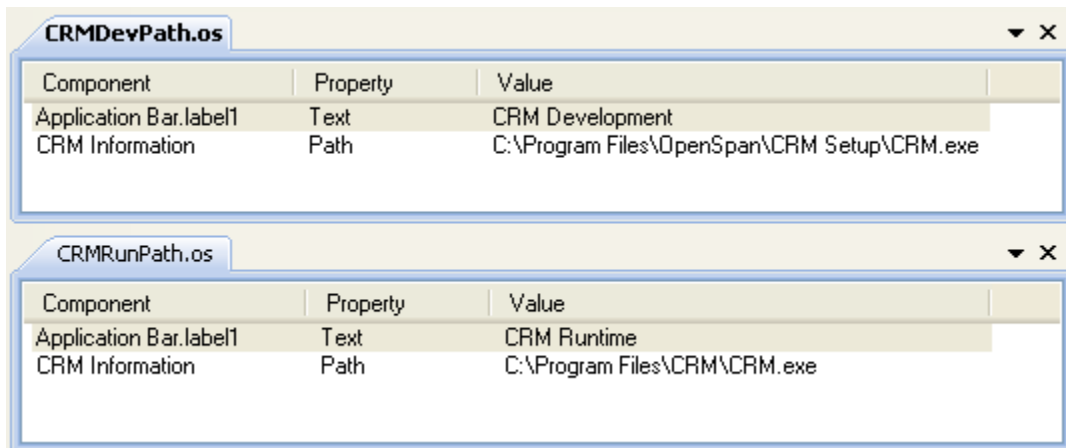 CRMDevPath.os
Component Property Value
Application Bar.label1 Text CRM Development
CRM Information Path C:\Program Files\OpenSpan\CRM Setup\CRM.exe
CRMRunPath.os
Component Property Value
Application Bar.label1 Text CRM Runtime
CRM Information Path C:\Program Files\CRM\CRM.exe